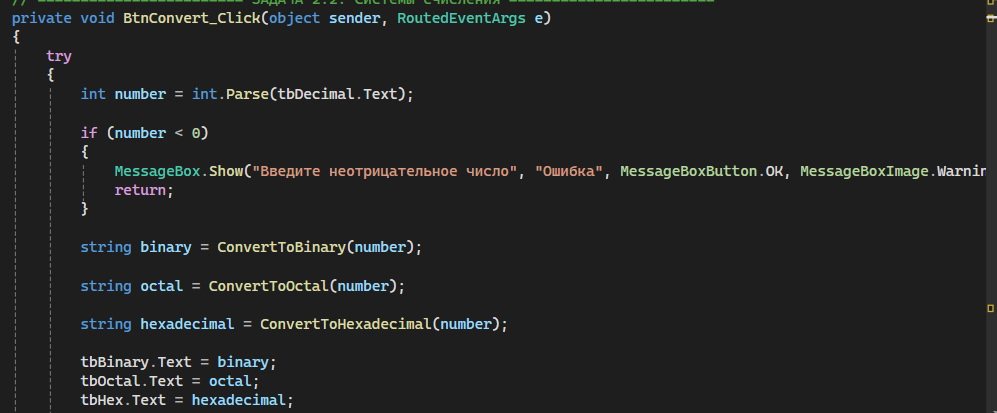 // ======================== ЗАДАЧА 2.2: Системы счисления ========================
private void BtnConvert_Click(object sender, RoutedEventArgs e)
{
try
{
int number = int.Parse(tbDecimal.Text);
if (number < 0)
{
MessageBox.Show("Введите неотрицательное число", "Ошибка", MessageBoxButton.OK, MessageBoxImage.Warnin
return;
}
string binary = ConvertToBinary(number);
string octal = ConvertToOctal(number);
string hexadecimal = ConvertToHexadecimal(number);
tbBinary.Text = binary;
tbOctal.Text = octal;
tbHex.Text = hexadecimal;